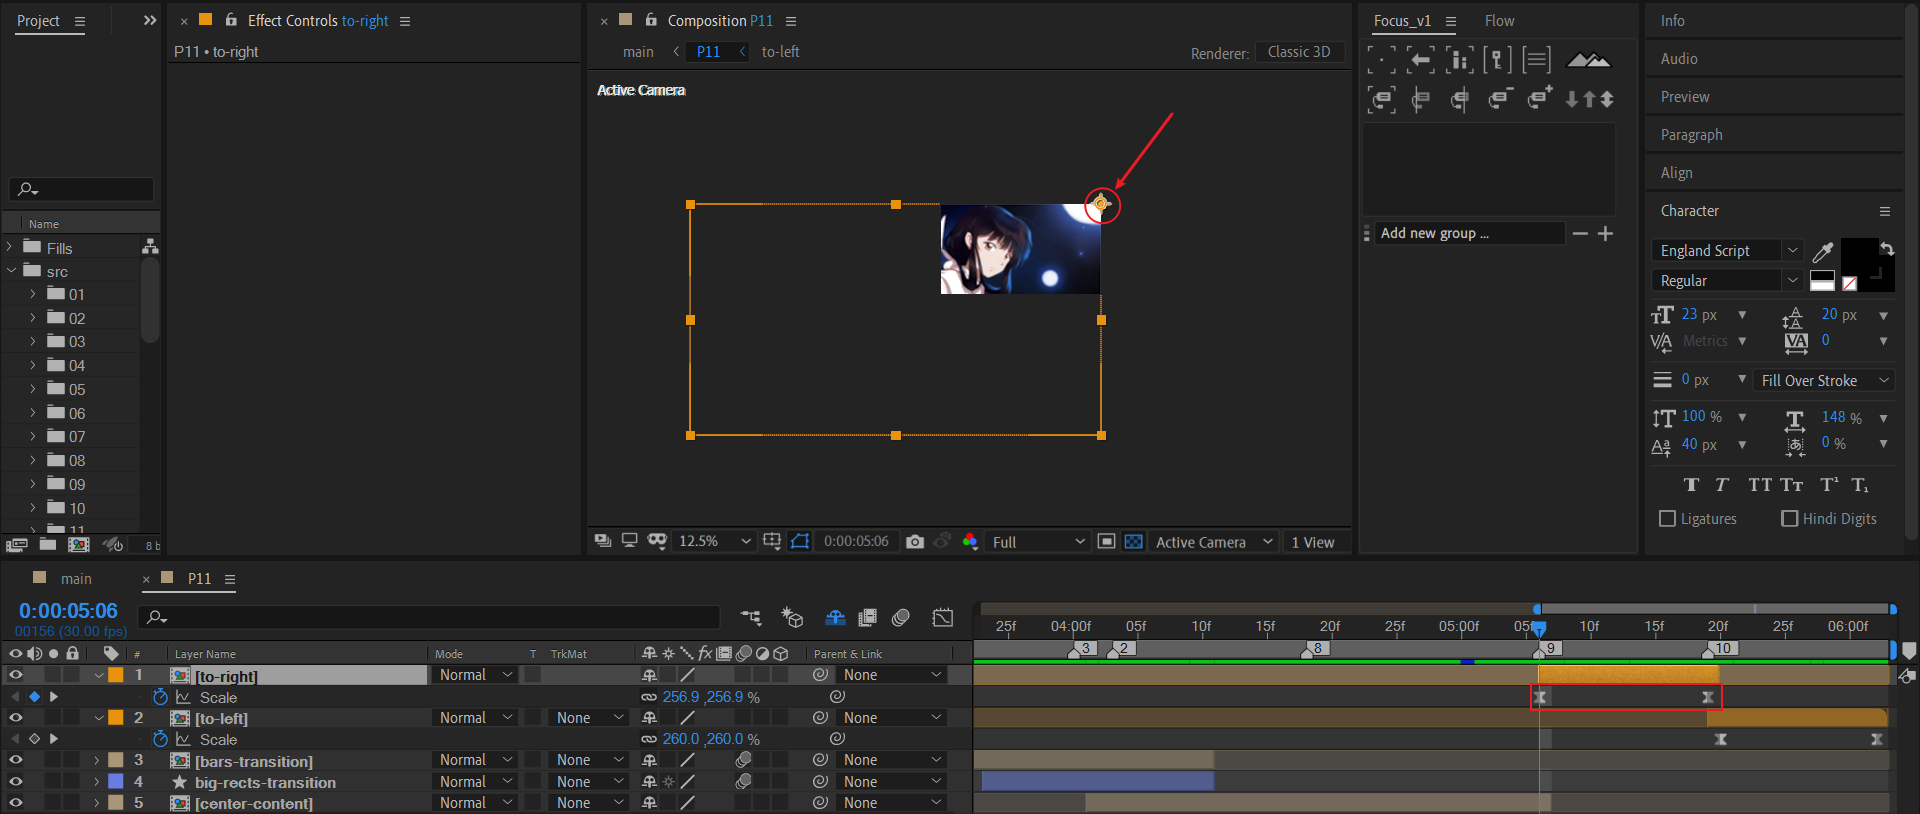 Project
Effect Controls to-right
Composition P11
Focus_v1
Flow
Info
P11 • to-right
main
P11
to-left
Renderer:
Classic 3D
Audio
Active Camera
Preview
Paragraph
Align
Character
Name
Add new group ...
Fills
England Script
src
Regular
01
02
23 px
20 px
03
Metrics
0
04
0 px
Fill Over Stroke
05
06
100 %
148 %
07
40 px
0 %
08
09
10
Ligatures
Hindi Digits
11
8 b
12.5%
0:00:05:06
Full
Active Camera
1 View
main
P11
0:00:05:06
00156 (30.00 fps)
25f
04:00f
05f
10f
15f
20f
25f
05:00f
05f
10f
15f
20f
25f
06:00f
3
2
8
9
10
#
Layer Name
Mode
T
TrkMat
fx
Parent & Link
1
[to-right]
Normal
None
Scale
256.9 ,256.9 %
2
[to-left]
Normal
None
None
Scale
260.0 ,260.0 %
3
[bars-transition]
Normal
None
None
4
big-rects-transition
Normal
None
None
5
[center-content]
Normal
None
None